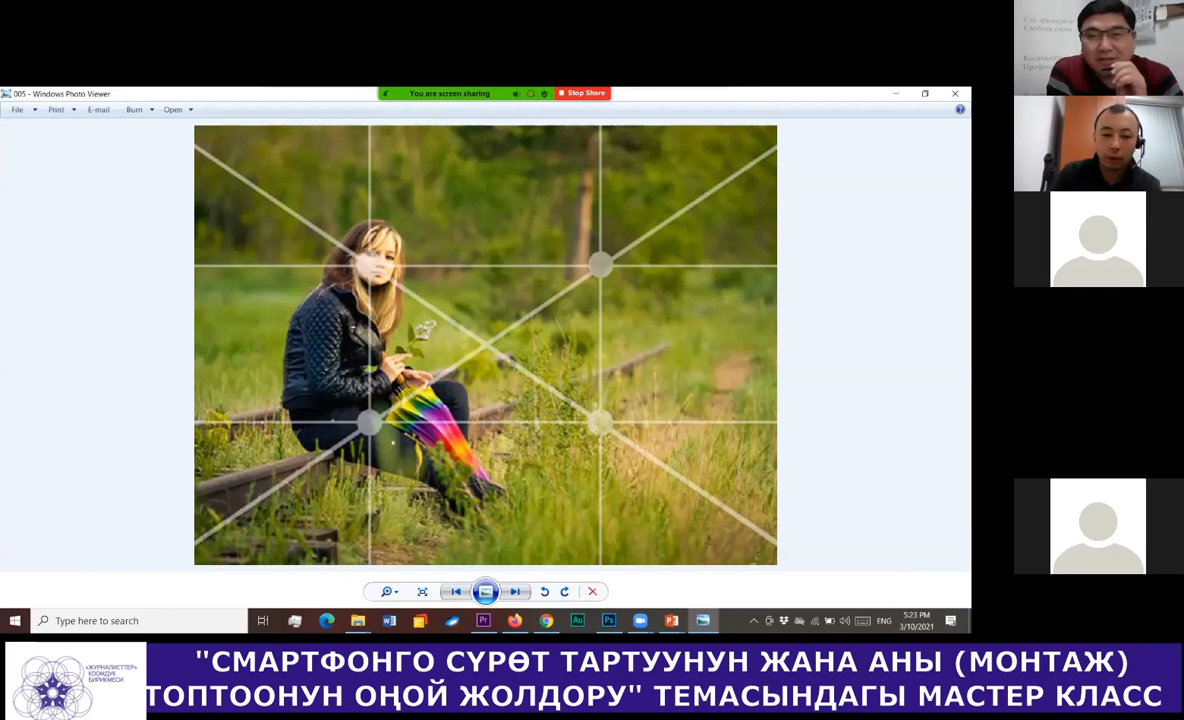 005 - Windows Photo Viewer
You are screen sharing
Stop Share
File
Print
E-mail
Burn
Open
Type here to search
ENG
5:23 PM
3/10/2021
Свобода слова
«ЖУРНАЛИСТТЕР»
КООМДУК
БИРИКМЕСИ
"СМАРТФОНГО СҮРӨТ ТАРТУУНУН ЖАНА АНЫ (МОНТАЖ)
ТОПТООНУН ОҢОЙ ЖОЛДОРУ" ТЕМАСЫНДАГЫ МАСТЕР КЛАСС